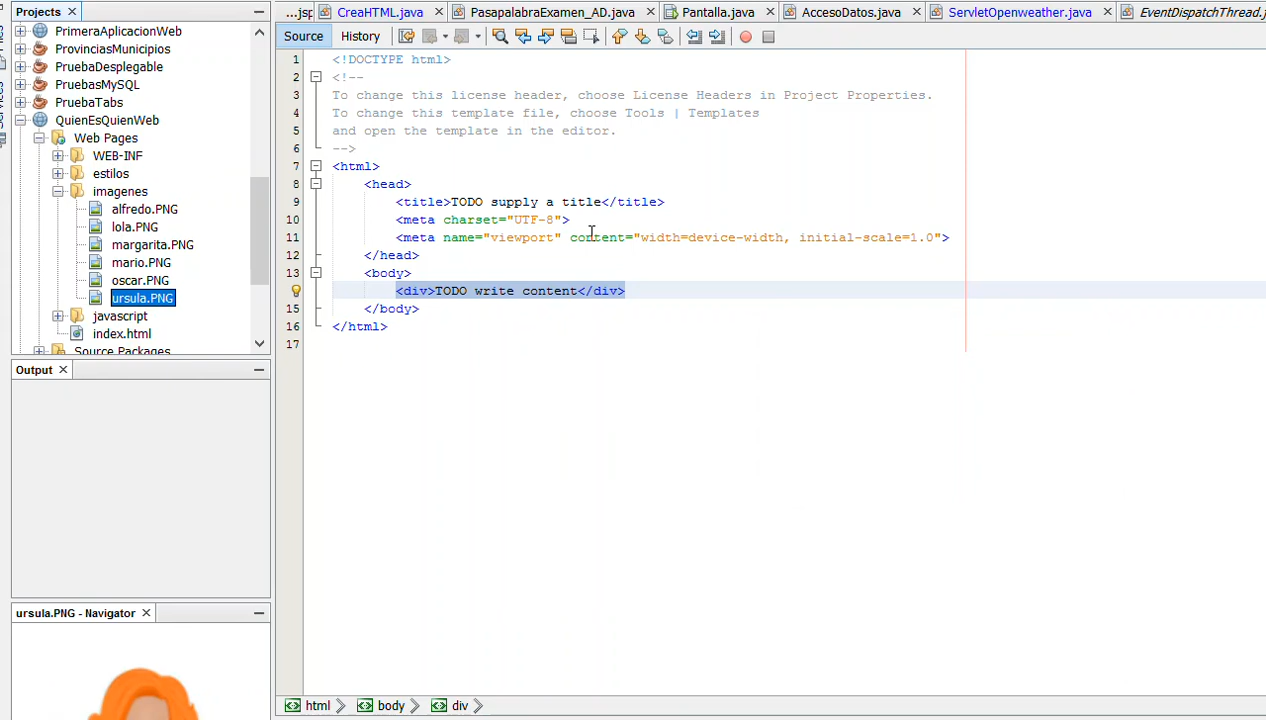 Projects
PrimeraAplicacionWeb
ProvinciasMunicipios
PruebaDesplegable
PruebasMySQL
PruebaTabs
QuienEsQuienWeb
Web Pages
WEB-INF
estilos
imagenes
alfredo.PNG
lola.PNG
margarita.PNG
mario.PNG
oscar.PNG
ursula.PNG
javascript
index.html
Source Packages
Output
ursula.PNG - Navigator
...jsp CreaHTML.java PasapalabraExamen_AD.java Pantalla.java AccesoDatos.java ServletOpenweather.java EventDispatchThread.j
Source History
1 <!DOCTYPE html>
2 <!--
3 To change this license header, choose License Headers in Project Properties.
4 To change this template file, choose Tools | Templates
5 and open the template in the editor.
6 -->
7 <html>
8 <head>
9 <title>TODO supply a title</title>
10 <meta charset="UTF-8">
11 <meta name="viewport" content="width=device-width, initial-scale=1.0">
12 </head>
13 <body>
<div>TODO write content</div>
15 </body>
16 </html>
17
html body div